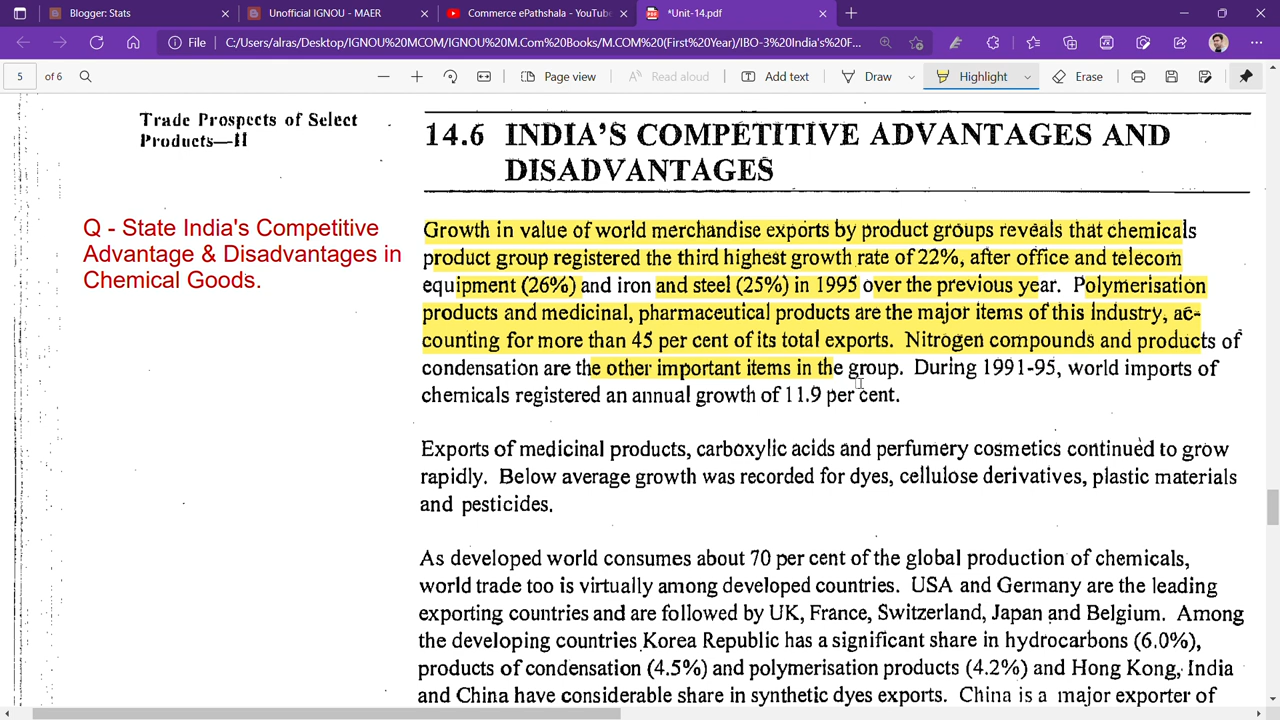 Blogger: Stats
Unofficial IGNOU - MAER
Commerce ePathshala - YouTube
*Unit-14.pdf
File
C:/Users/alras/Desktop/IGNOU%20MCOM/IGNOU%20M.Com%20Books/M.COM%20(First%20Year)/IBO-3%20India's%20F...
5 of 6
Page view
Read aloud
Add text
Draw
Highlight
Erase
Trade Prospects of Select
Products—II
14.6 INDIA'S COMPETITIVE ADVANTAGES AND
DISADVANTAGES
Q - State India's Competitive
Advantage & Disadvantages in
Chemical Goods.
Growth in value of world merchandise exports by product groups reveals that chemicals
product group registered the third highest growth rate of 22%, after office and telecom
equipment (26%) and iron and steel (25%) in 1995 over the previous year. Polymerisation
products and medicinal, pharmaceutical products are the major items of this Industry, ac-
counting for more than 45 per cent of its total exports. Nitrogen compounds and products of
condensation are the other important items in the group. During 1991-95, world imports of
chemicals registered an annual growth of 11.9 per cent.
Exports of medicinal products, carboxylic acids and perfumery cosmetics continued to grow
rapidly. Below average growth was recorded for dyes, cellulose derivatives, plastic materials
and pesticides.
As developed world consumes about 70 per cent of the global production of chemicals,
world trade too is virtually among developed countries. USA and Germany are the leading
exporting countries and are followed by UK, France, Switzerland, Japan and Belgium. Among
the developing countries Korea Republic has a significant share in hydrocarbons (6.0%),
products of condensation (4.5%) and polymerisation products (4.2%) and Hong Kong, India
and China have considerable share in synthetic dyes exports. China is a major exporter of